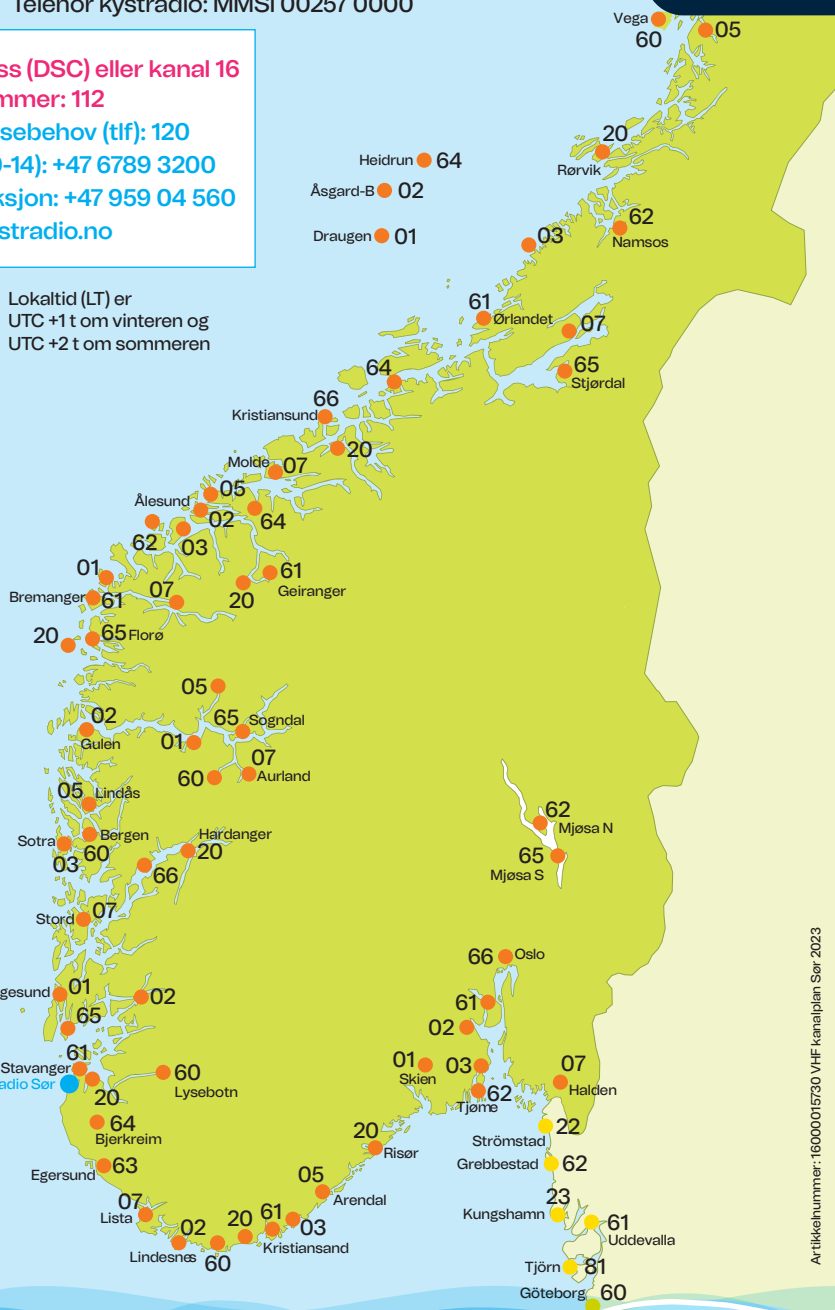 Telenor Kystradio: MMSI 00257 0000
ss (DSC) eller kanal 16
mmer: 112
sebehov (tlf): 120
-14): +47 6789 3200
ksjon: +47 959 04 560
stradio.no
Lokaltid (LT) er
UTC +1 t om vinteren og
UTC +2 t om sommeren
Vega
60
05
20
Rørvik
Heidrun 64
Åsgard-B 02
Draugen 01
62
Namsos
03
61
Ørlandet
07
65
Stjørdal
64
66
Kristiansund
20
Molde 07
05
Ålesund
02
64
62
03
01
61
Geiranger
Bremanger 61
07
20
20
65 Florø
05
02
Gulen
65 Sogndal
01
07
Aurland
60
05 Lindås
Bergen
60
Sotra
03
Hardanger
20
66
62
Mjøsa N
65
Mjøsa S
Stord 07
66 Oslo
gesund 01
02
65
61
02
Stavanger 61
adio Sør
20
60
Lysebotn
01
Skien
03
62
Tjøme
07
Halden
64
Bjerkreim
63
Egersund
20
Risør
22
Strömstad
Grebbestad 62
05
Arendal
07
Lista
02
Lindesnes
60
20
61
03
Kristiansand
23
Kungshamn
61
Uddevalla
Tjörn 81
Göteborg 60
Artikkelnummer: 16000015730 VHF kanalplan Sør 2023